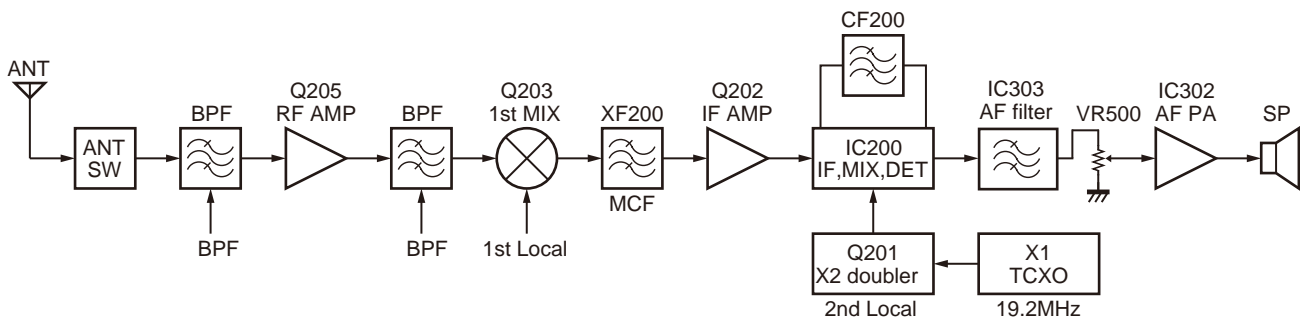 CF200
ANT
Q205
RF AMP
Q203
1st MIX
Q202
IF AMP
IC303
AF filter
VR500
IC302
AF PA
SP
BPF
BPF
XF200
ANT
SW
IC200
IF,MIX,DET
MCF
BPF
BPF
1st Local
Q201
X2 doubler
X1
TCXO
2nd Local
19.2MHz